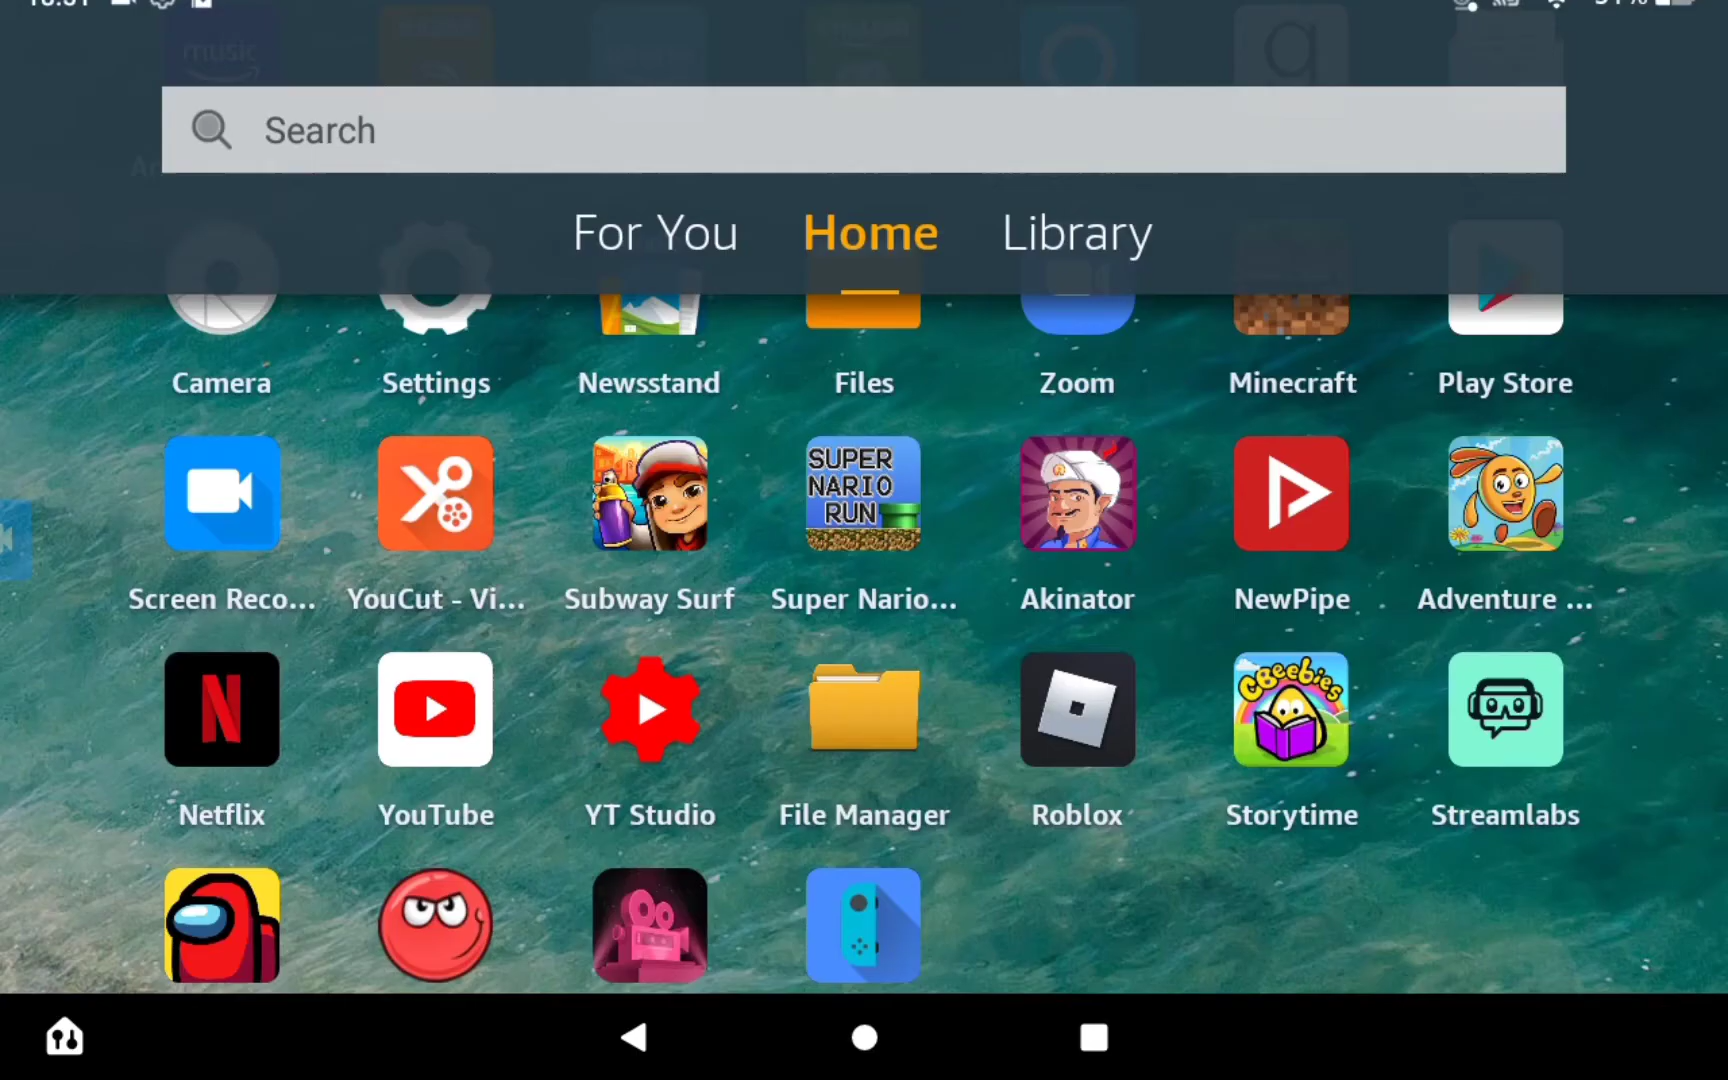 music
Search
For You Home Library
Camera Settings Newsstand Files Zoom Minecraft Play Store
SUPER
NARIO
RUN
Screen Reco... YouCut - Vi... Subway Surf Super Nario... Akinator NewPipe Adventure ...
CBeebies
Netflix YouTube YT Studio File Manager Roblox Storytime Streamlabs